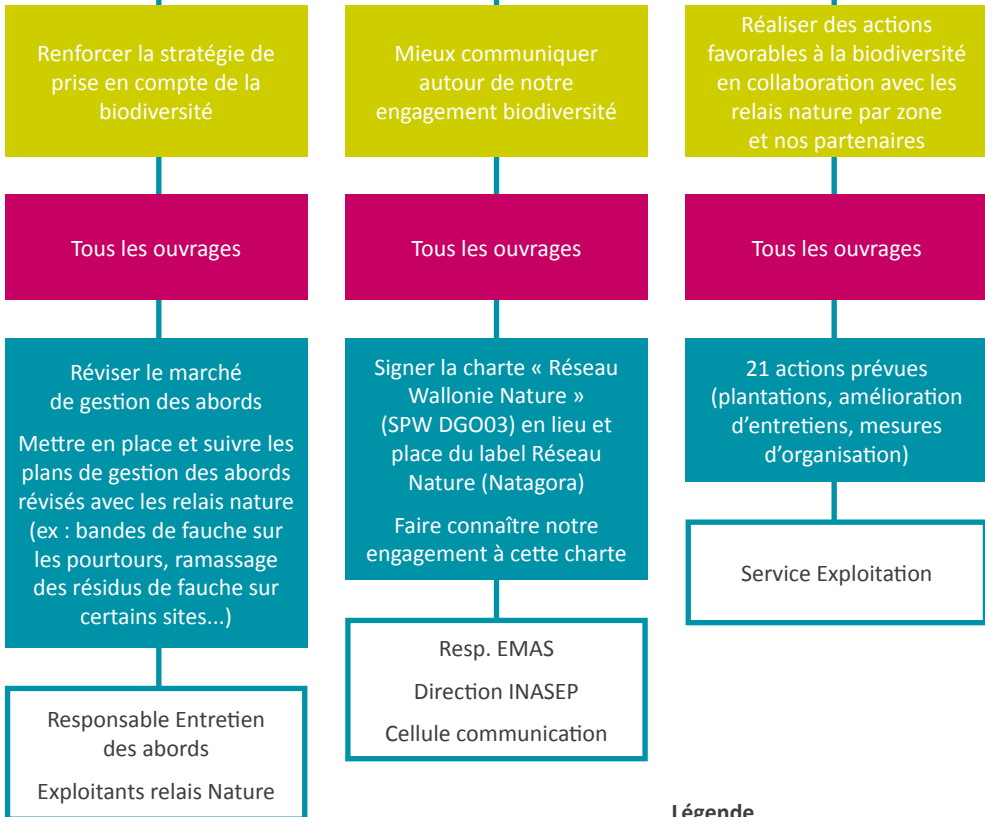 Renforcer la stratégie de
prise en compte de la
biodiversité
Tous les ouvrages
Réviser le marché
de gestion des abords
Mettre en place et suivre les
plans de gestion des abords
révisés avec les relais nature
(ex : bandes de fauche sur
les pourtours, ramassage
des résidus de fauche sur
certains sites...)
Responsable Entretien
des abords
Exploitants relais Nature
Mieux communiquer
autour de notre
engagement biodiversité
Tous les ouvrages
Signer la charte « Réseau
Wallonie Nature »
(SPW DGO03) en lieu et
place du label Réseau
Nature (Natagora)
Faire connaître notre
engagement à cette charte
Resp. EMAS
Direction INASEP
Cellule communication
Réaliser des actions
favorables à la biodiversité
en collaboration avec les
relais nature par zone
et nos partenaires
Tous les ouvrages
21 actions prévues
(plantations, amélioration
d’entretiens, mesures
d’organisation)
Service Exploitation
Légende